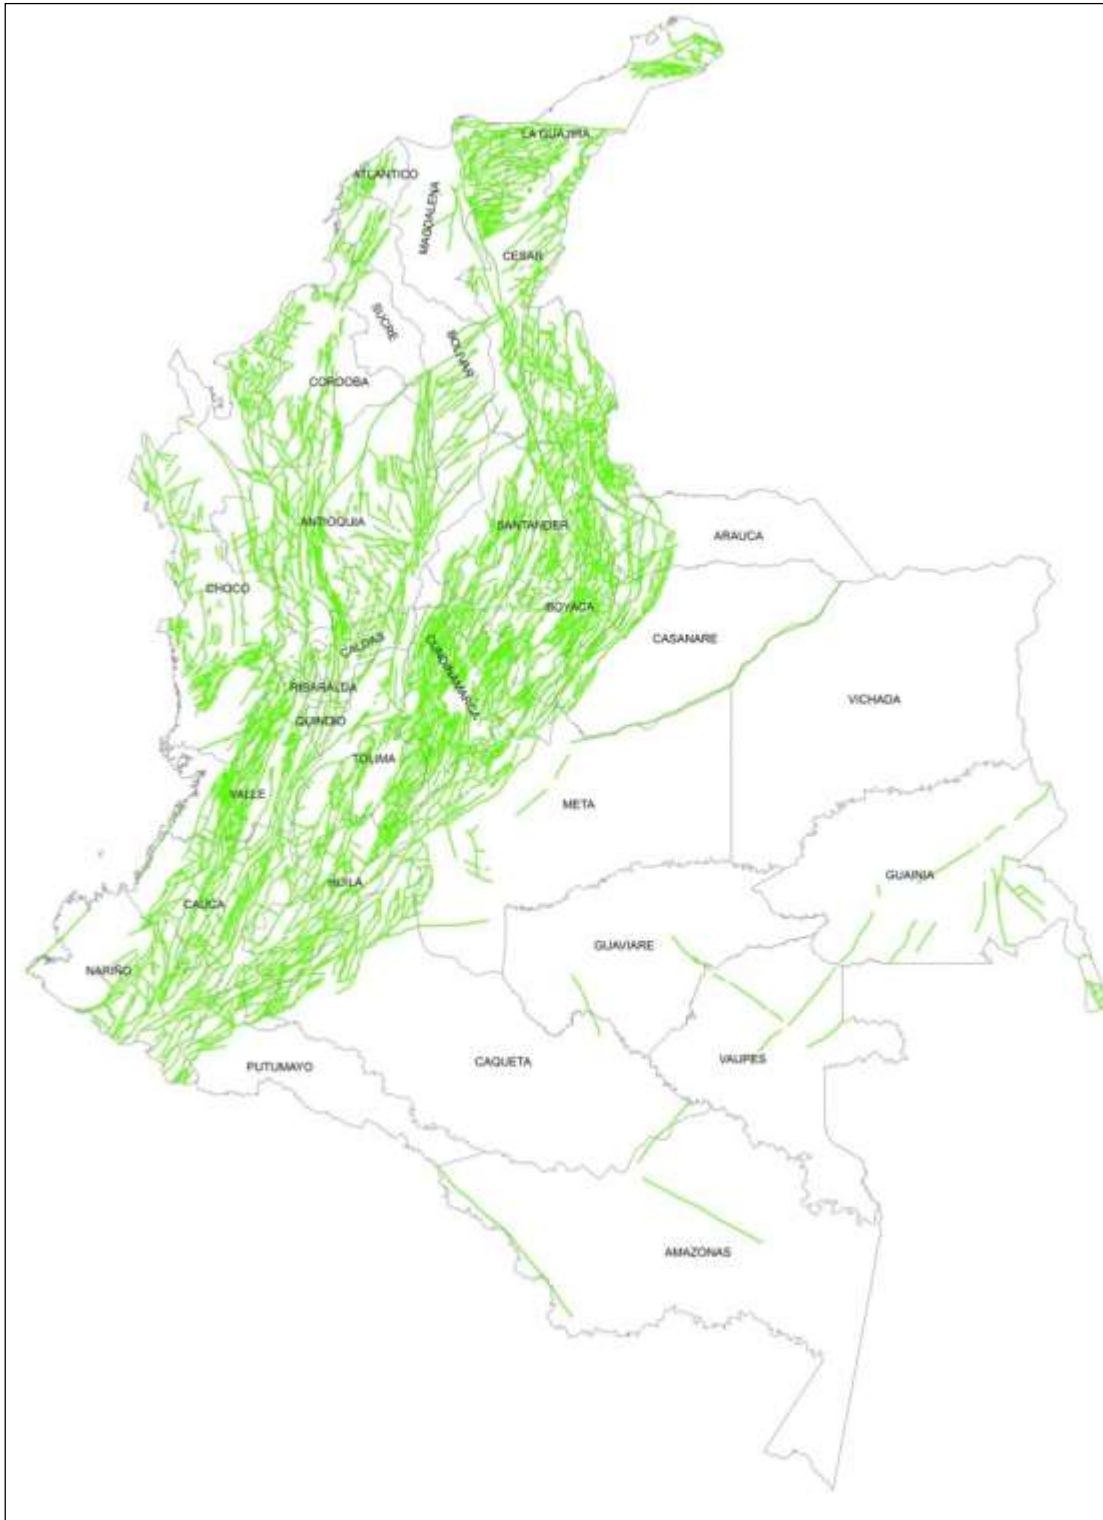 LA GUAJIRA
ATLANTICO
MAGDALENA
CESAR
SUCRE
BOLIVAR
CORDOBA
ANTIOQUIA
SANTANDER
ARAUCA
CHOCO
BOYACA
CASANARE
CALDAS
CUNDINAMARCA
RISARALDA
VICHADA
QUINDIO
TOLIMA
VALLE
META
HUILA
GUAINIA
CAUCA
GUAVIARE
NARIÑO
VAUPES
PUTUMAYO
CAQUETA
AMAZONAS